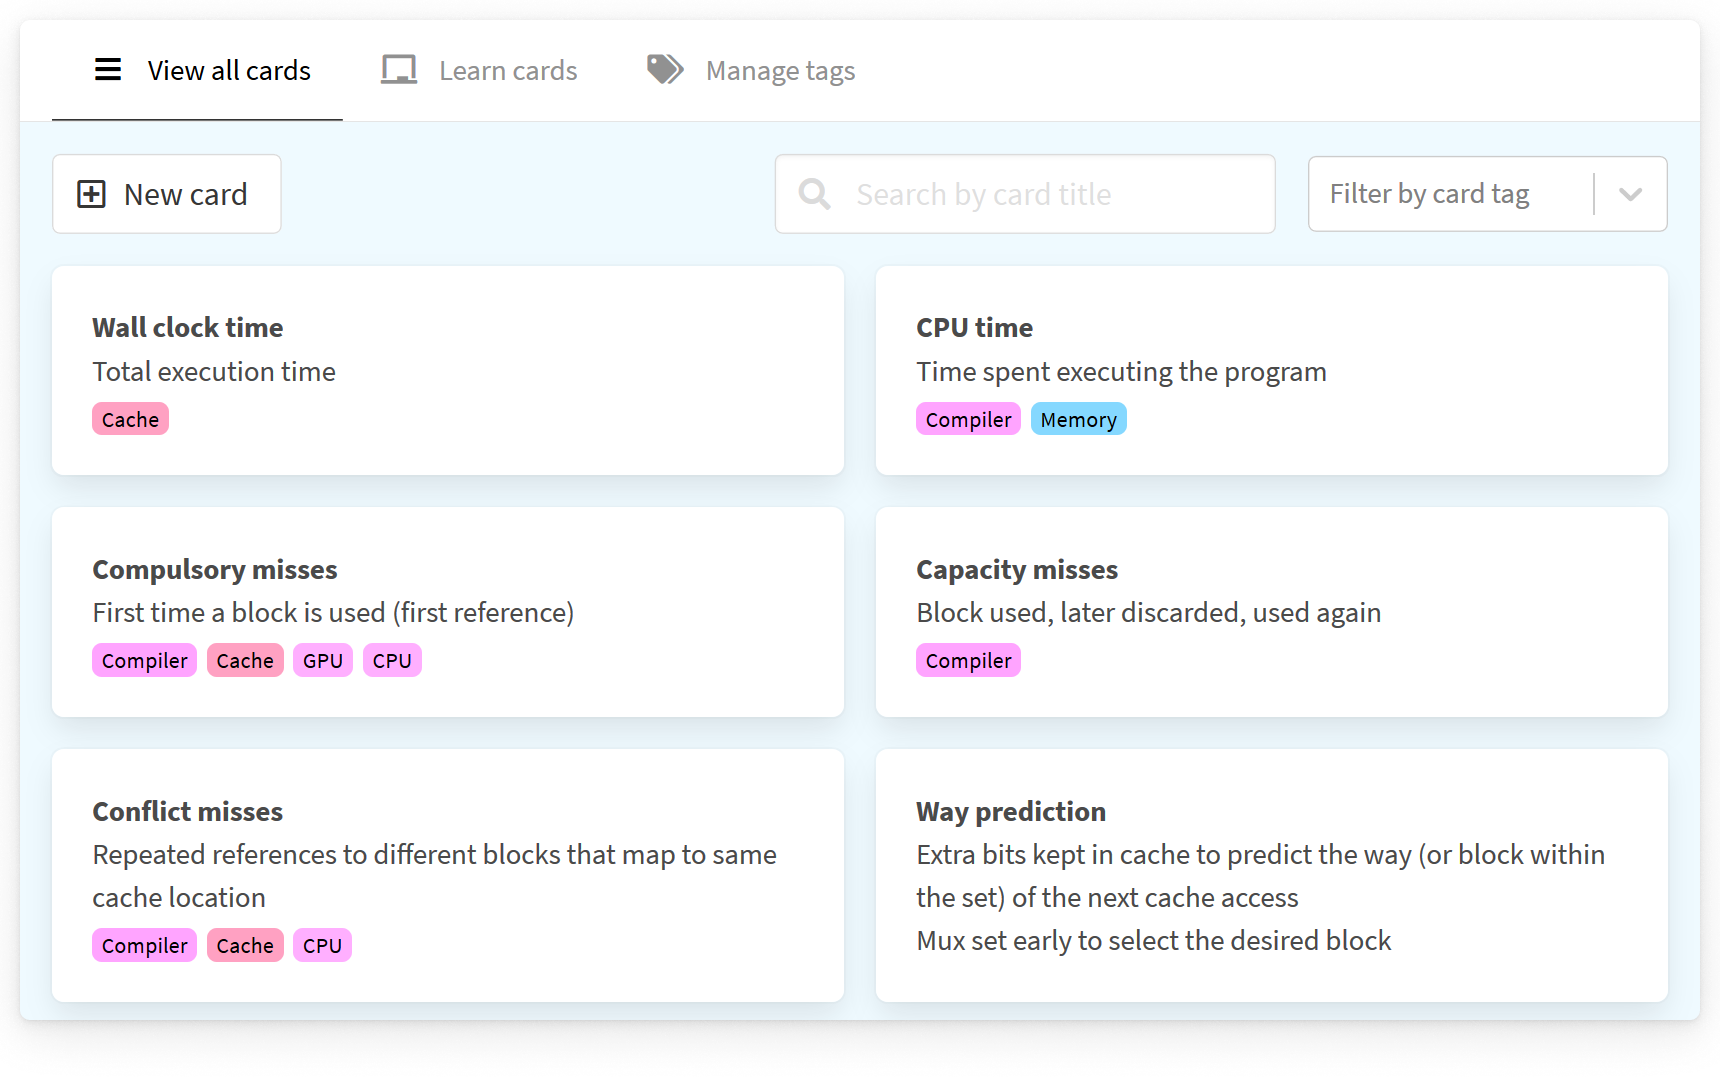 View all cards
Learn cards
Manage tags
New card
Search by card title
Filter by card tag
Wall clock time
Total execution time
Cache
CPU time
Time spent executing the program
Compiler Memory
Compulsory misses
First time a block is used (first reference)
Compiler Cache GPU CPU
Capacity misses
Block used, later discarded, used again
Compiler
Conflict misses
Repeated references to different blocks that map to same
cache location
Compiler Cache CPU
Way prediction
Extra bits kept in cache to predict the way (or block within
the set) of the next cache access
Mux set early to select the desired block